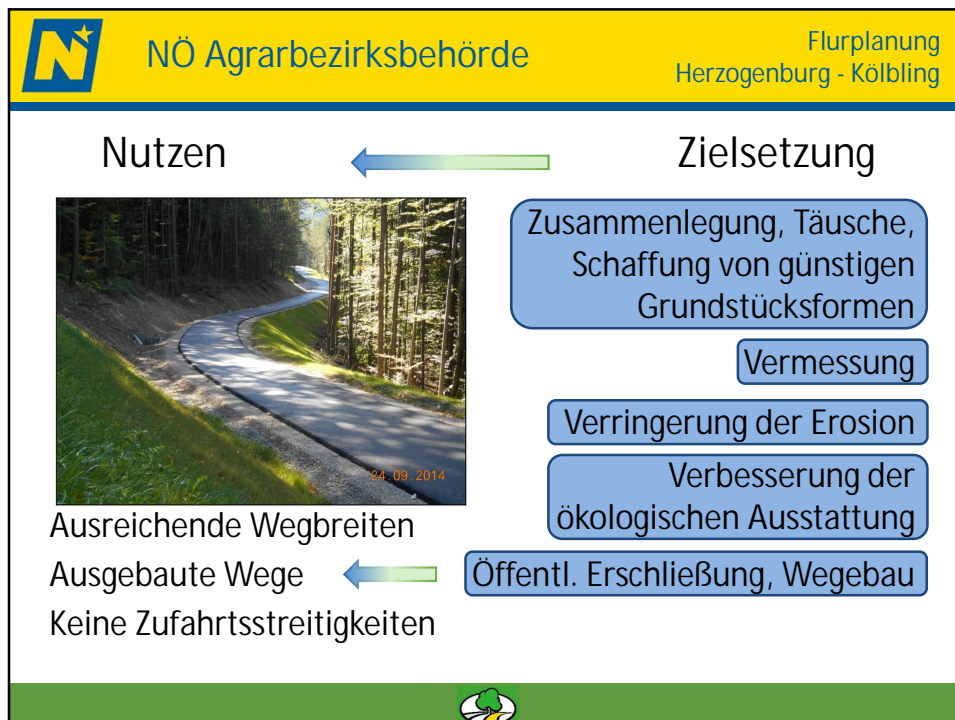 N
NÖ Agrarbezirksbehörde
Flurplanung
Herzogenburg - Kölbling
Nutzen
Zielsetzung
Zusammenlegung, Täusche,
Schaffung von günstigen
Grundstücksformen
Vermessung
Verringerung der Erosion
Verbesserung der
ökologischen Ausstattung
24.09.2014
Ausreichende Wegbreiten
Ausgebaute Wege
Öffentl. Erschließung, Wegebau
Keine Zufahrtsstreitigkeiten